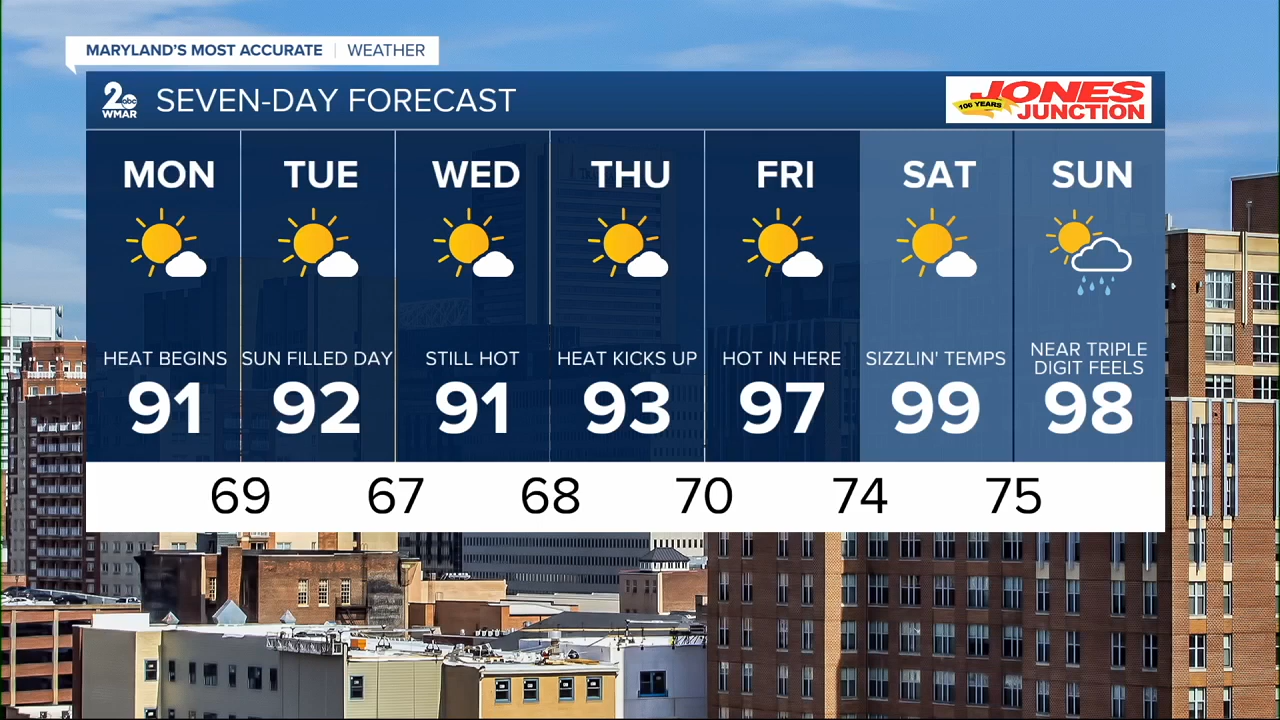 MARYLAND'S MOST ACCURATE | WEATHER
2 abc
WMAR
SEVEN-DAY FORECAST
JONES
106 YEARS
JUNCTION
MON TUE WED THU FRI SAT SUN
HEAT BEGINS SUN FILLED DAY STILL HOT HEAT KICKS UP HOT IN HERE SIZZLIN' TEMPS NEAR TRIPLE
DIGIT FEELS
91 92 91 93 97 99 98
69 67 68 70 74 75